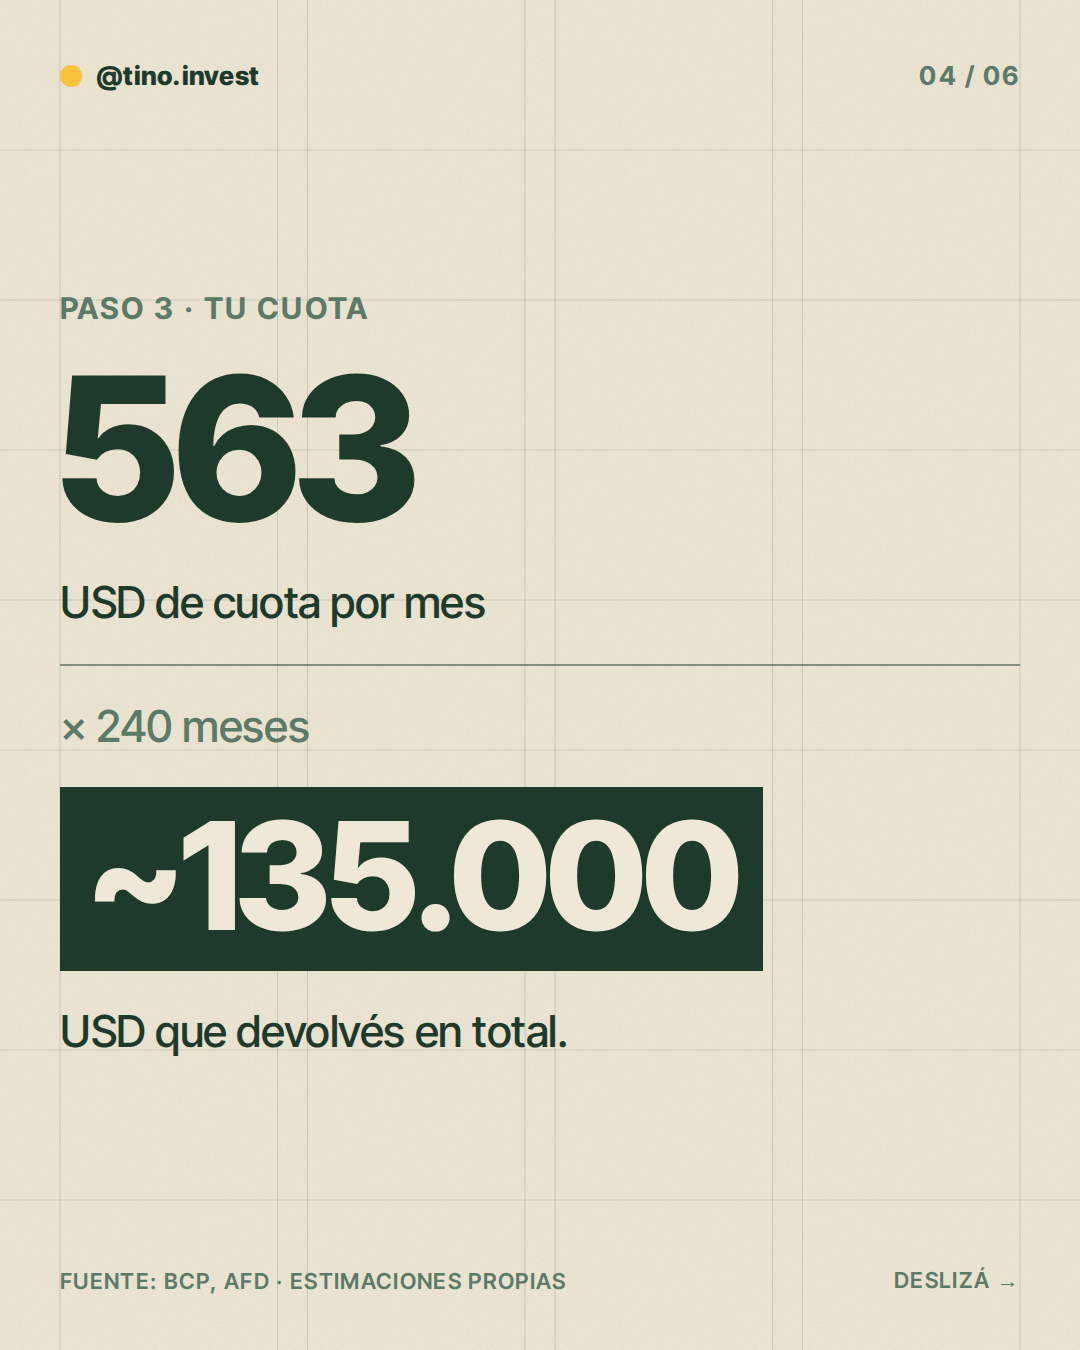 @tino.invest
04 / 06
PASO 3 · TU CUOTA
563
USD de cuota por mes
× 240 meses
~135.000
USD que devolvés en total.
FUENTE: BCP, AFD · ESTIMACIONES PROPIAS
DESLIZÁ →